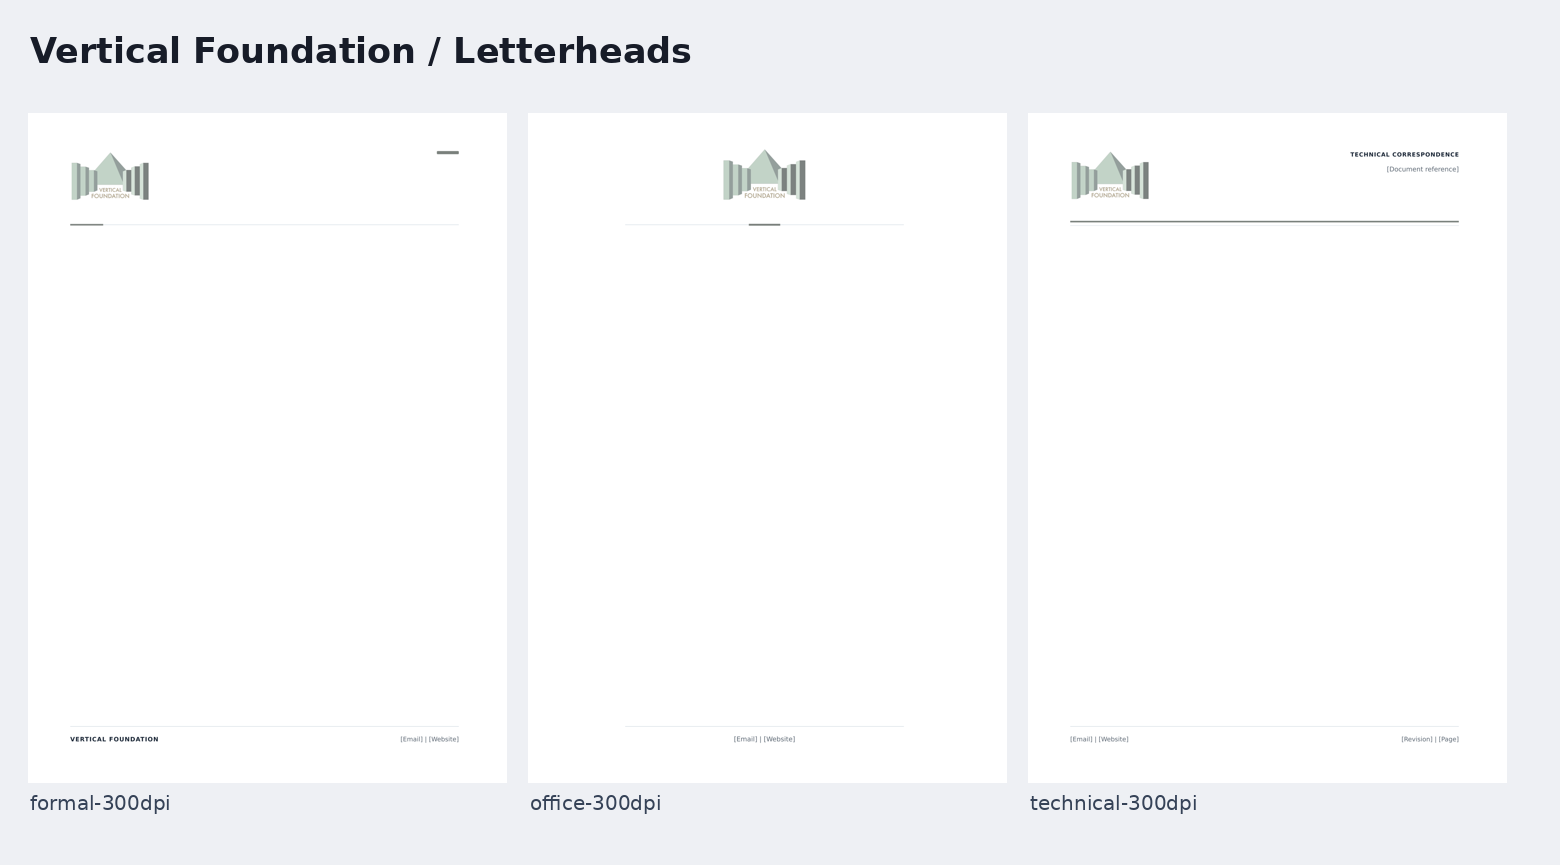 Vertical Foundation / Letterheads
VERTICAL
FOUNDATION
VERTICAL FOUNDATION
[Email] | [Website]
formal-300dpi
VERTICAL
FOUNDATION
[Email] | [Website]
office-300dpi
VERTICAL
FOUNDATION
TECHNICAL CORRESPONDENCE
[Document reference]
[Email] | [Website]
[Revision] | [Page]
technical-300dpi